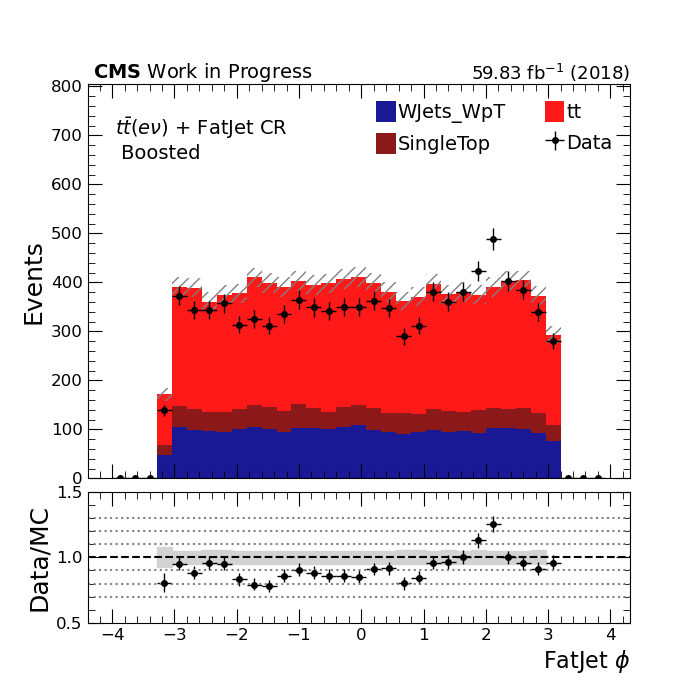 CMS Work in Progress 59.83 fb⁻¹ (2018)
800
700
600
500
400
300
200
100
0
Events
tt̄(eν) + FatJet CR
Boosted
WJets_WpT tt
SingleTop Data
1.5
1.0
0.5
Data/MC
−4 −3 −2 −1 0 1 2 3 4
FatJet ϕ